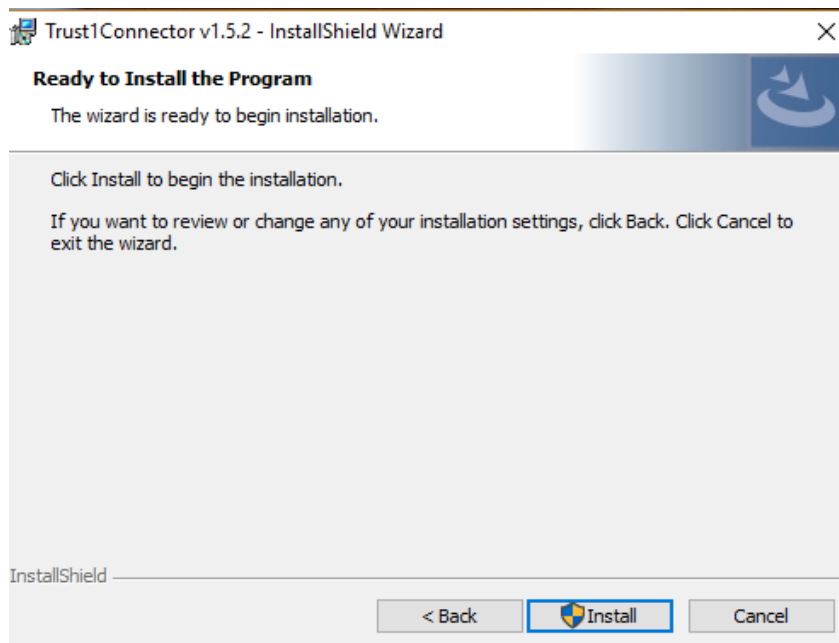 Trust1Connector v1.5.2 - InstallShield Wizard
Ready to Install the Program
The wizard is ready to begin installation.
Click Install to begin the installation.
If you want to review or change any of your installation settings, click Back. Click Cancel to
exit the wizard.
InstallShield
< Back
Install
Cancel